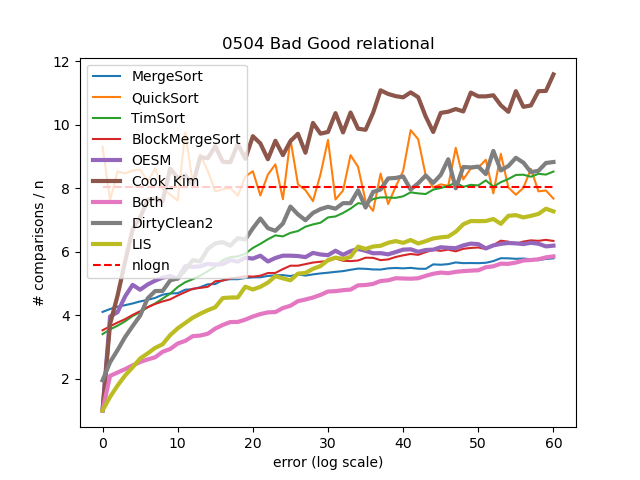 0504 Bad Good relational
# comparisons / n
12
10
8
6
4
2
MergeSort
QuickSort
TimSort
BlockMergeSort
OESM
Cook_Kim
Both
DirtyClean2
LIS
nlogn
0 10 20 30 40 50 60
error (log scale)